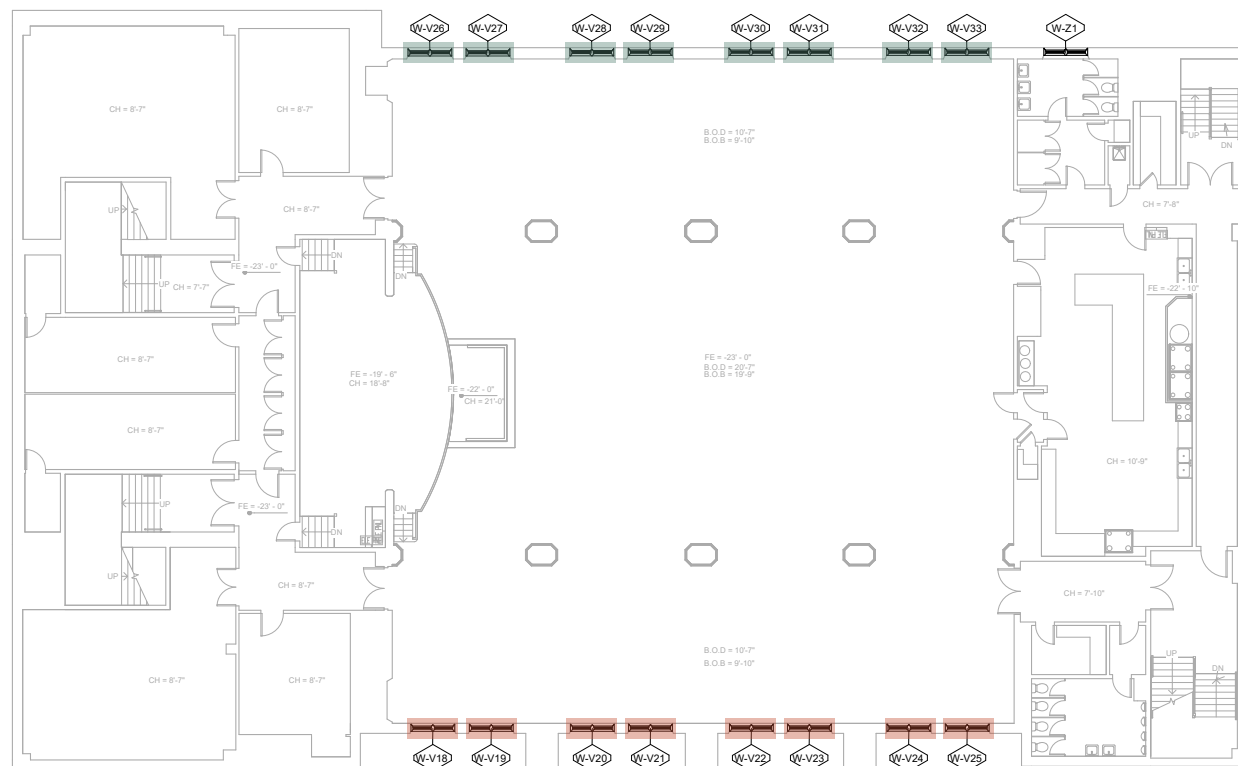 W-V26
W-V27
W-V28
W-V29
W-V30
W-V31
W-V32
W-V33
W-Z1
CH = 8'-7"
CH = 8'-7"
B.O.D = 10'-7"
B.O.B = 9'-10"
UP
DN
UP
CH = 8'-7"
CH = 7'-8"
DN
DN
FE = -23' - 0"
UP
CH = 7'-7"
FE = -22' - 10"
CH = 8'-7"
FE = -23' - 0"
B.O.D = 20'-7"
B.O.B = 19'-9"
FE = -19' - 6"
CH = 18'-8"
FE = -22' - 0"
CH = 21'-0"
CH = 8'-7"
CH = 10'-9"
UP
FE = -23' - 0"
DN
DN
UP
CH = 8'-7"
CH = 7'-10"
B.O.D = 10'-7"
B.O.B = 9'-10"
UP
DN
CH = 8'-7"
CH = 8'-7"
W-V18
W-V19
W-V20
W-V21
W-V22
W-V23
W-V24
W-V25